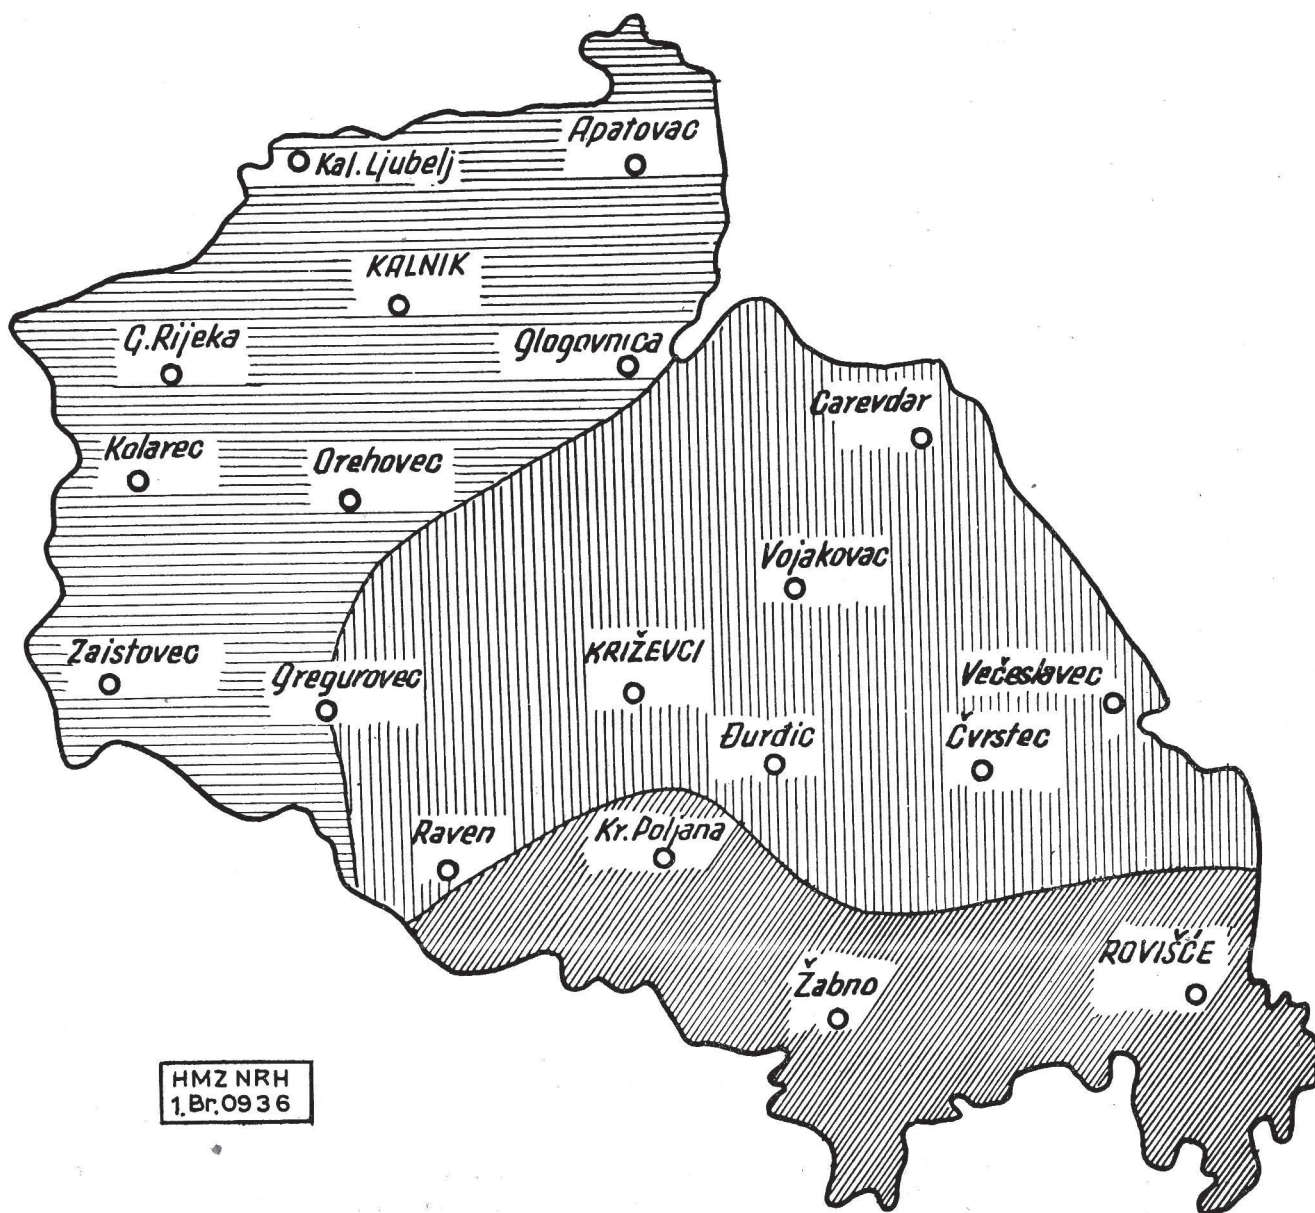 Apatovac
Kal. Ljubelj
KALNIK
G. Rijeka
Glogovnica
Carevdar
Kolarec
Orehovec
Vojakovac
Zaistovec
Gregurovec
KRIŽEVCI
Večeslavec
Đurđic
Čvrstec
Raven
Kr. Poljana
ROVIŠĆE
Žabno
HMZ NRH
1. Br. 0936